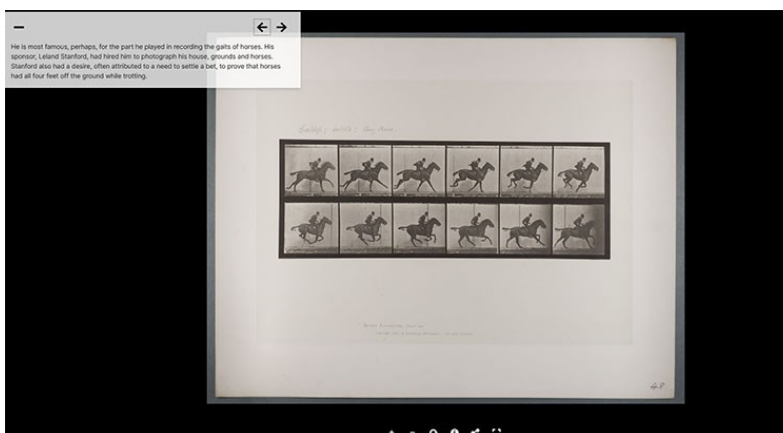 He is most famous, perhaps, for the part he played in recording the gaits of horses. His
sponsor, Leland Stanford, had hired him to photograph his house, grounds and horses.
Stanford also had a desire, often attributed to a need to settle a bet, to prove that horses
had all four feet off the ground while trotting.
48